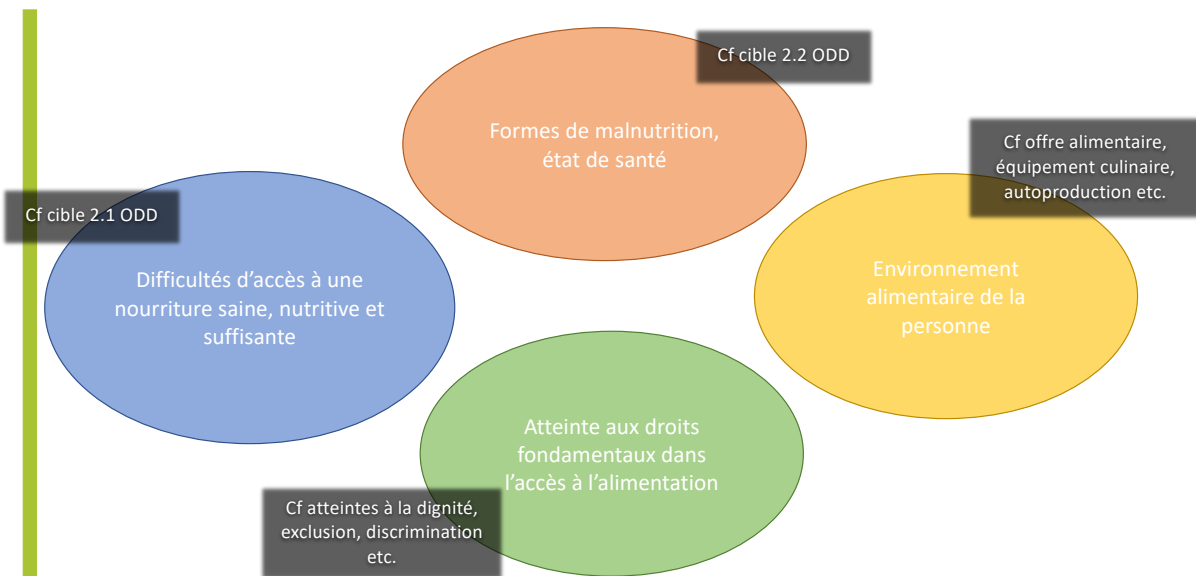 Cf cible 2.2 ODD
Formes de malnutrition,
état de santé
Cf offre alimentaire,
équipement culinaire,
autoproduction etc.
Cf cible 2.1 ODD
Difficultés d’accès à une
nourriture saine, nutritive et
suffisante
Environnement
alimentaire de la
personne
Atteinte aux droits
fondamentaux dans
l’accès à l’alimentation
Cf atteintes à la dignité,
exclusion, discrimination
etc.